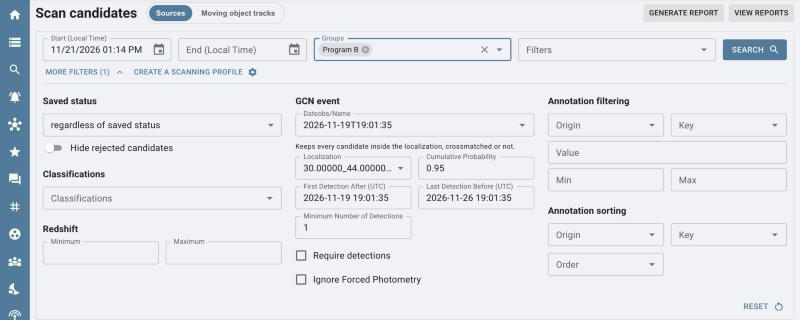 Scan candidates
Sources
Moving object tracks
GENERATE REPORT
VIEW REPORTS
Start (Local Time)
11/21/2026 01:14 PM
End (Local Time)
Groups
Program B
Filters
SEARCH
MORE FILTERS (1)
CREATE A SCANNING PROFILE
Saved status
regardless of saved status
Hide rejected candidates
Classifications
Classifications
Redshift
Minimum
Maximum
GCN event
Dateobs/Name
2026-11-19T19:01:35
Keeps every candidate inside the localization, crossmatched or not.
Localization
30.00000_44.00000...
Cumulative Probability
0.95
First Detection After (UTC)
2026-11-19 19:01:35
Last Detection Before (UTC)
2026-11-26 19:01:35
Minimum Number of Detections
1
Require detections
Ignore Forced Photometry
Annotation filtering
Origin
Key
Value
Min
Max
Annotation sorting
Origin
Key
Order
RESET